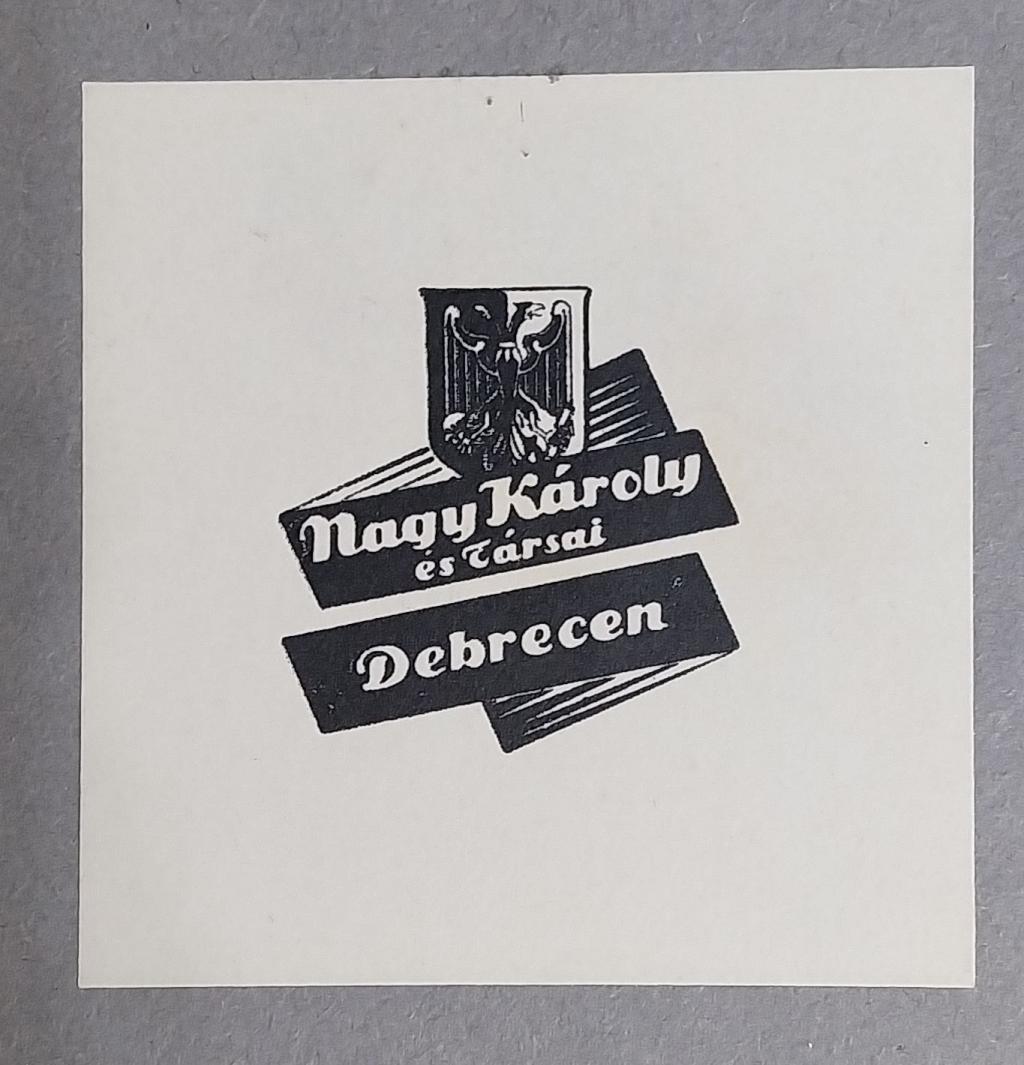 Nagy Károly
és Társai
Debrecen